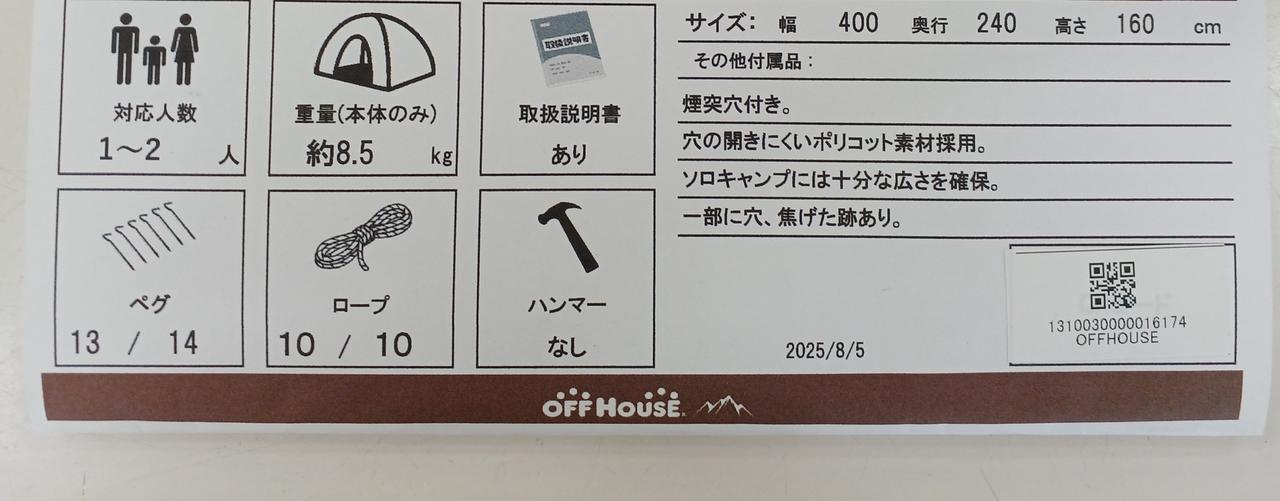 対応人数
1～2 人
重量(本体のみ)
約8.5 kg
取扱説明書
取扱説明書
あり
ペグ
13 / 14
ロープ
10 / 10
ハンマー
なし
サイズ： 幅 400 奥行 240 高さ 160 cm
その他付属品：
煙突穴付き。
穴の開きにくいポリコット素材採用。
ソロキャンプには十分な広さを確保。
一部に穴、焦げた跡あり。
2025/8/5
1310030000016174
OFFHOUSE
OFF HOUSE